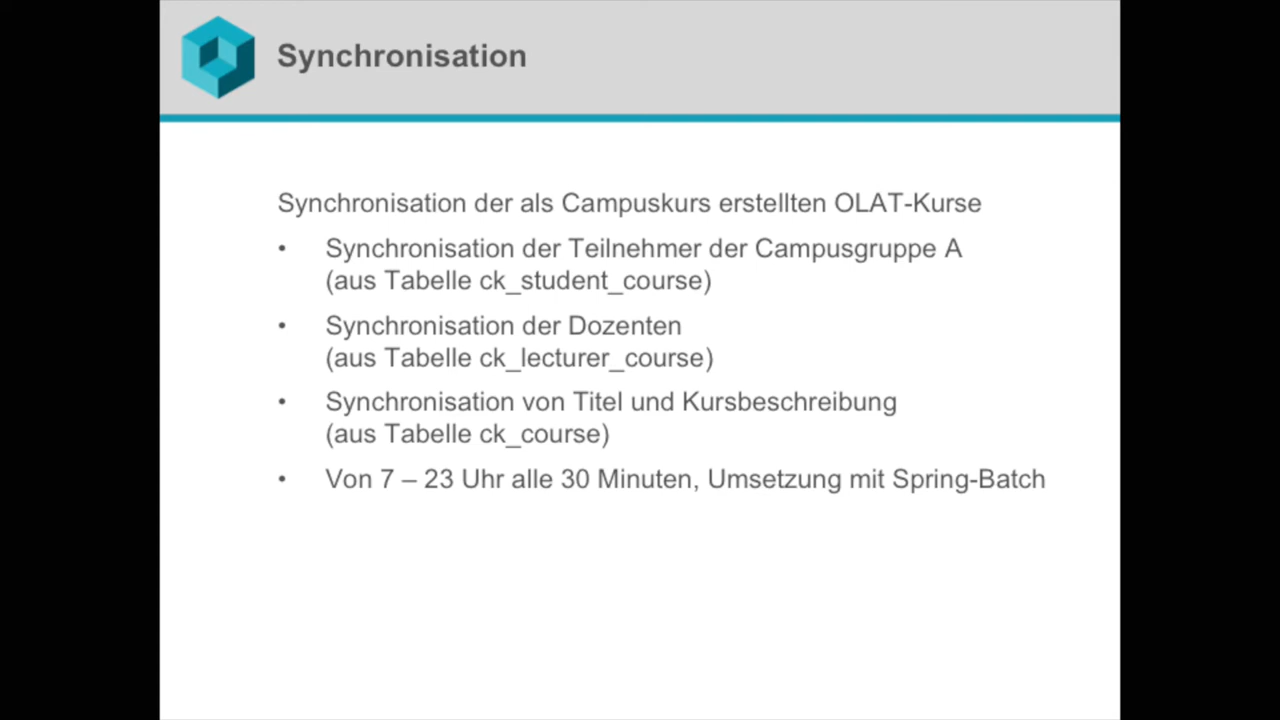 Synchronisation
Synchronisation der als Campuskurs erstellten OLAT-Kurse
• Synchronisation der Teilnehmer der Campusgruppe A
(aus Tabelle ck_student_course)
• Synchronisation der Dozenten
(aus Tabelle ck_lecturer_course)
• Synchronisation von Titel und Kursbeschreibung
(aus Tabelle ck_course)
• Von 7 – 23 Uhr alle 30 Minuten, Umsetzung mit Spring-Batch